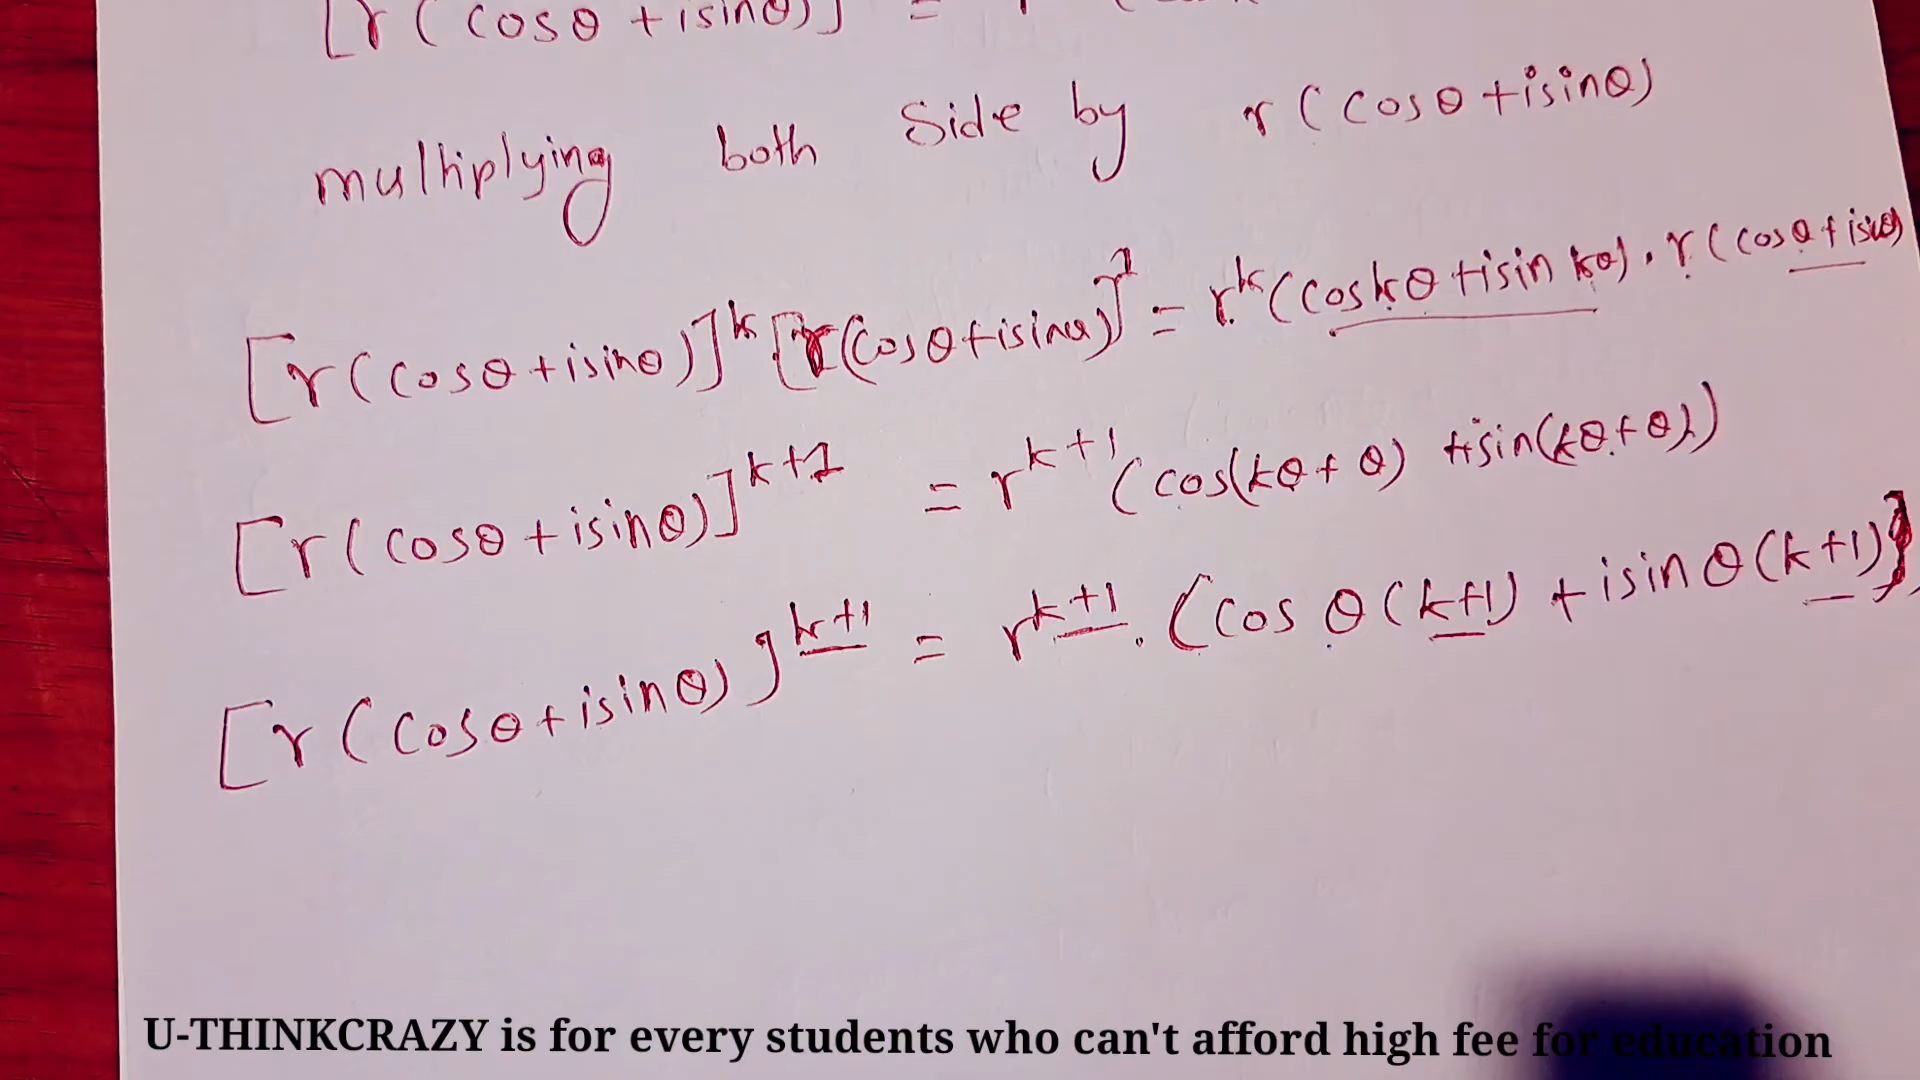 [r(cosθ+isinθ)] =
multiplying both side by r(cosθ+isinθ)
[r(cosθ+isinθ)]^k [r(cosθ+isinθ)]^1 = r^k(coskθ+isin kθ).r(cosθ+isinθ)
[r(cosθ+isinθ)]^k+1 = r^k+1(cos(kθ+θ) +isin(kθ+θ))
[r(cosθ+isinθ)]^k+1 = r^k+1.(cos θ(k+1) +isin θ(k+1)}
U-THINKCRAZY is for every students who can't afford high fee for education